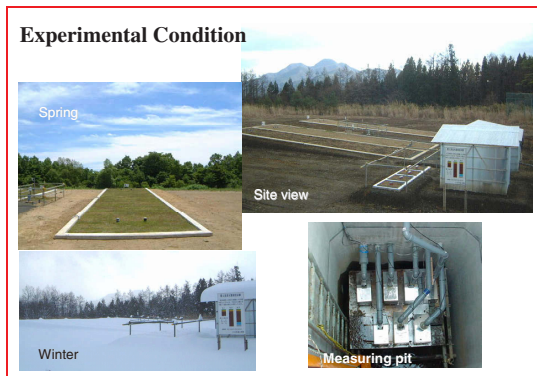 Experimental Condition
Spring
Site view
Winter
Measuring pit